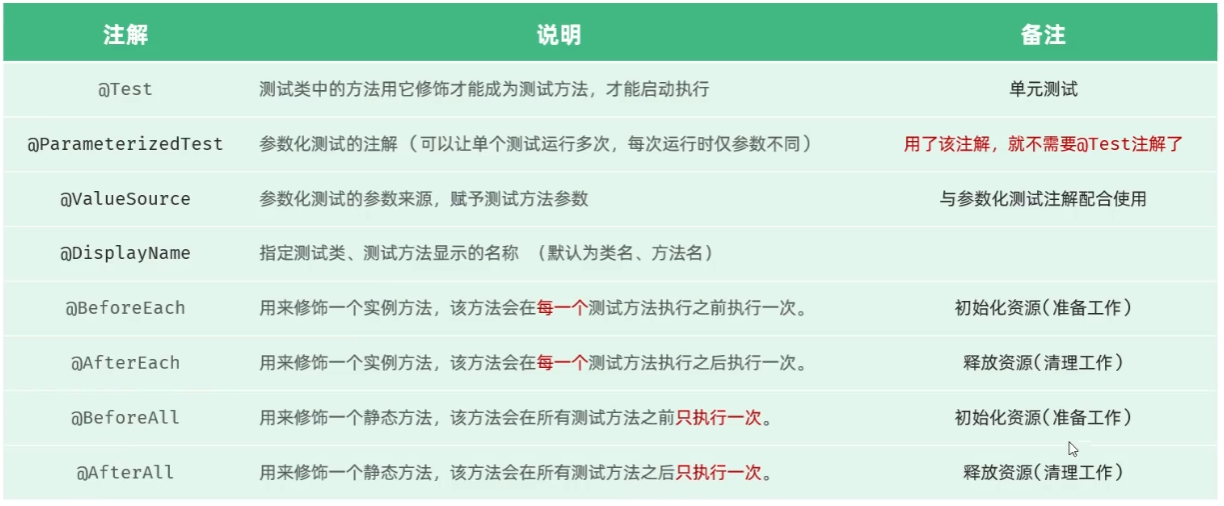 注解 说明 备注
@Test 测试类中的方法用它修饰才能成为测试方法，才能启动执行 单元测试
@ParameterizedTest 参数化测试的注解（可以让单个测试运行多次，每次运行时仅参数不同） 用了该注解，就不需要@Test注解了
@ValueSource 参数化测试的参数来源，赋予测试方法参数 与参数化测试注解配合使用
@DisplayName 指定测试类、测试方法显示的名称 （默认为类名、方法名）
@BeforeEach 用来修饰一个实例方法，该方法会在每一个测试方法执行之前执行一次。 初始化资源(准备工作)
@AfterEach 用来修饰一个实例方法，该方法会在每一个测试方法执行之后执行一次。 释放资源(清理工作)
@BeforeAll 用来修饰一个静态方法，该方法会在所有测试方法之前只执行一次。 初始化资源(准备工作)
@AfterAll 用来修饰一个静态方法，该方法会在所有测试方法之后只执行一次。 释放资源(清理工作)